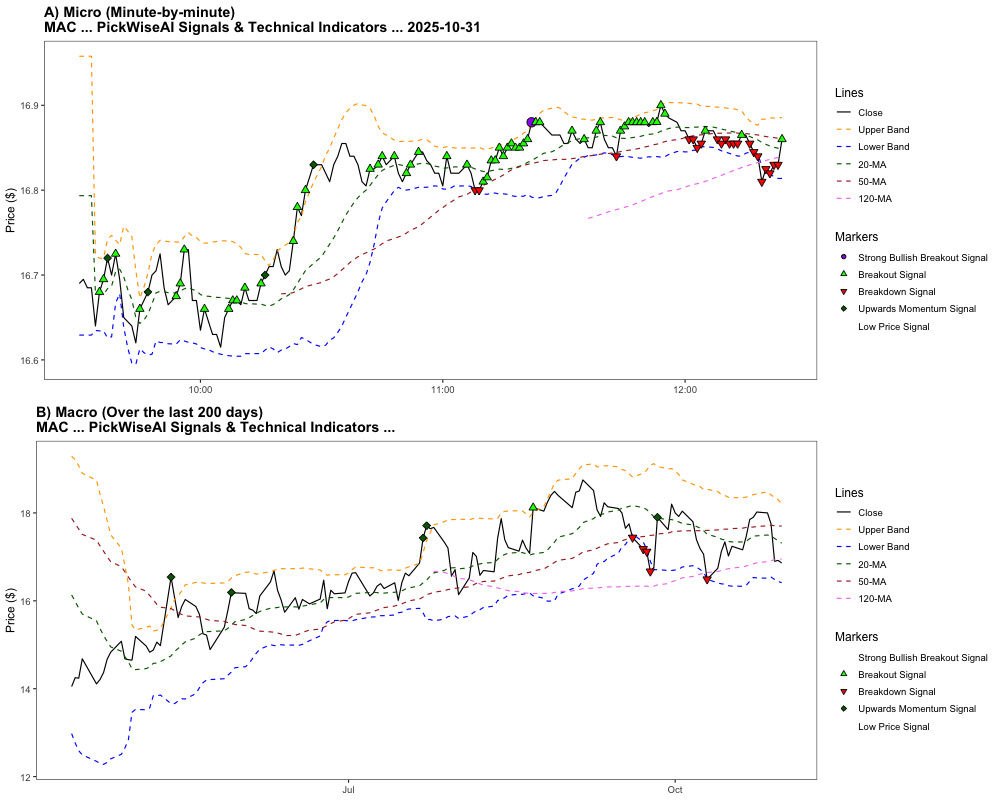 A) Micro (Minute-by-minute)
MAC ... PickWiseAI Signals & Technical Indicators ... 2025-10-31
Price ($)
16.9
16.8
16.7
16.6
10:00
11:00
12:00
Lines
Close
Upper Band
Lower Band
20-MA
50-MA
120-MA
Markers
Strong Bullish Breakout Signal
Breakout Signal
Breakdown Signal
Upwards Momentum Signal
Low Price Signal
B) Macro (Over the last 200 days)
MAC ... PickWiseAI Signals & Technical Indicators ...
Price ($)
18
16
14
12
Jul
Oct
Lines
Close
Upper Band
Lower Band
20-MA
50-MA
120-MA
Markers
Strong Bullish Breakout Signal
Breakout Signal
Breakdown Signal
Upwards Momentum Signal
Low Price Signal